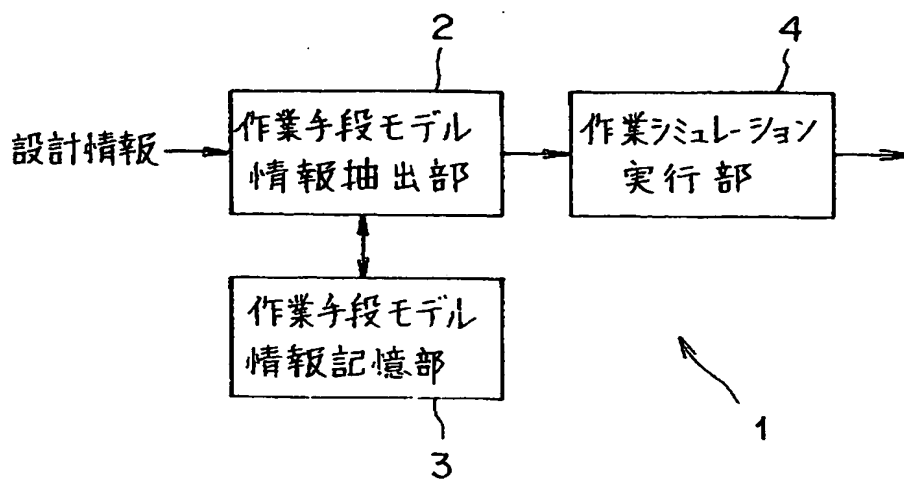 2
4
設計情報
作業手段モデル
情報抽出部
作業シミュレーション
実行部
作業手段モデル
情報記憶部
3
1